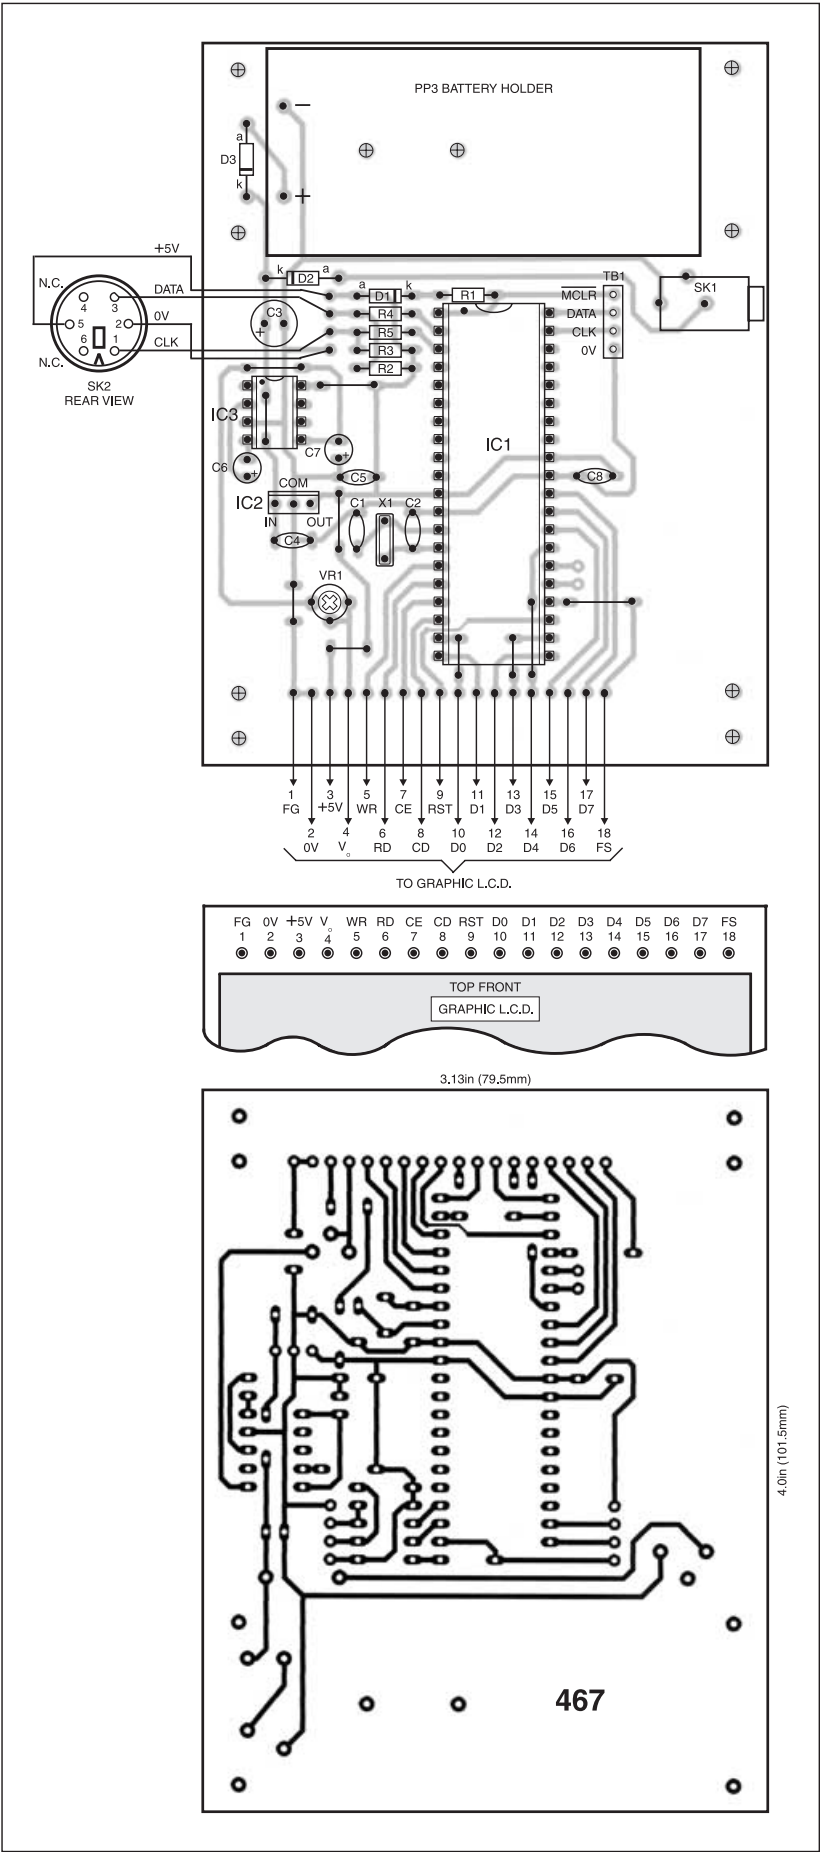 PP3 BATTERY HOLDER
−
a
D3
k
+
+5V
N.C.
DATA
0V
CLK
N.C.
4 3
5 2
6 1
SK2
REAR VIEW
k D2 a
a D1 k
R1
TB1
SK1
MCLR
DATA
CLK
0V
C3
+
R4
R5
R3
R2
IC3
IC1
C7
+
C6
+
C5
C8
COM
IC2
IN OUT
C1 X1 C2
C4
VR1
1 3 5 7 9 11 13 15 17
FG +5V WR CE RST D1 D3 D5 D7
2 4 6 8 10 12 14 16 18
0V Vo RD CD D0 D2 D4 D6 FS
TO GRAPHIC L.C.D.
FG 0V +5V Vo WR RD CE CD RST D0 D1 D2 D3 D4 D5 D6 D7 FS
1 2 3 4 5 6 7 8 9 10 11 12 13 14 15 16 17 18
TOP FRONT
GRAPHIC L.C.D.
3.13in (79.5mm)
4.0in (101.5mm)
467